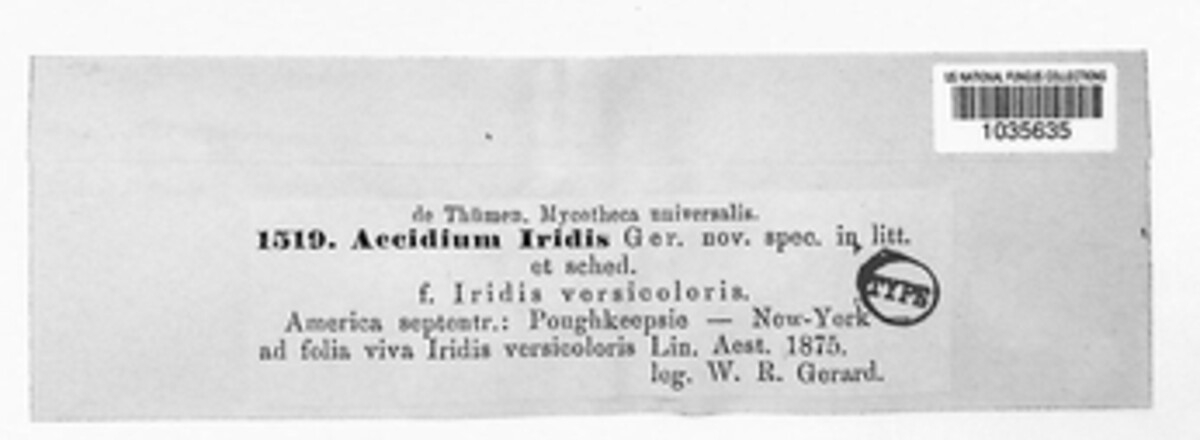 US NATIONAL FUNGUS COLLECTIONS
1035635
de Thümen, Mycotheca universalis.
1519. Aecidium Iridis Ger. nov. spec. in litt.
et sched.
f. Iridis versicoloris.
TYPE
America septentr.: Poughkeepsie — New-York
ad folia viva Iridis versicoloris Lin. Aest. 1875.
leg. W. R. Gerard.